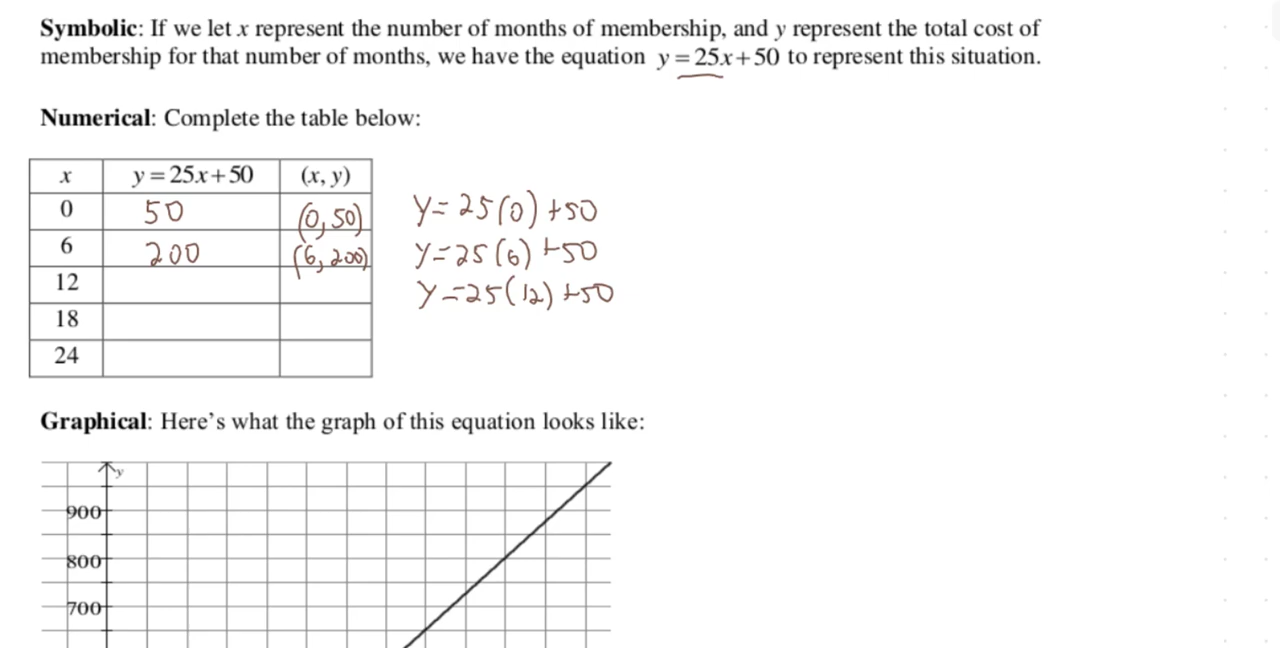 Symbolic: If we let x represent the number of months of membership, and y represent the total cost of
membership for that number of months, we have the equation y=25x+50 to represent this situation.
Numerical: Complete the table below:
x y=25x+50 (x, y)
0 50 (0,50) y=25(0)+50
6 200 (6,200) y=25(6)+50
12 y=25(12)+50
18
24
Graphical: Here's what the graph of this equation looks like:
y
900
800
700